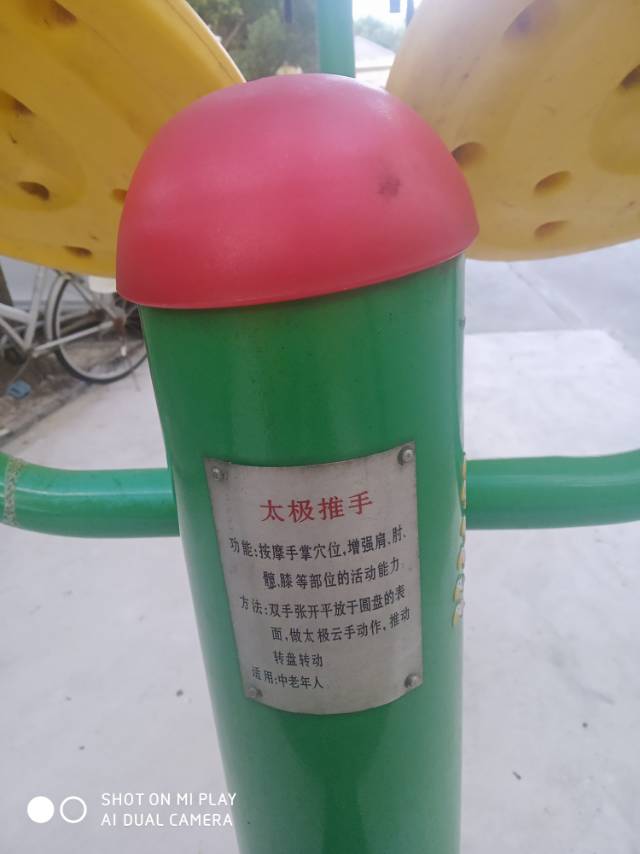 太极推手
功能:按摩手掌穴位,增强肩、肘、
髋、膝等部位的活动能力
方法:双手张开平放于圆盘的表
面,做太极云手动作,推动
转盘转动
适用:中老年人
SHOT ON MI PLAY
AI DUAL CAMERA